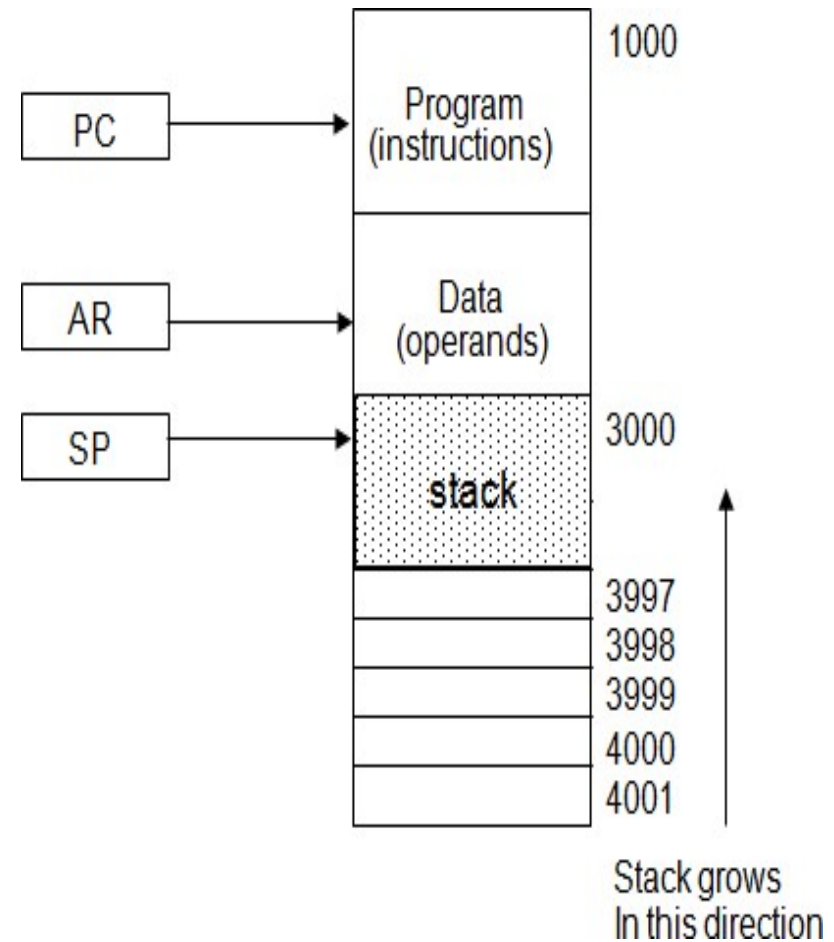 1000
Program
(instructions)
PC
Data
(operands)
AR
3000
SP
stack
3997
3998
3999
4000
4001
Stack grows
In this direction